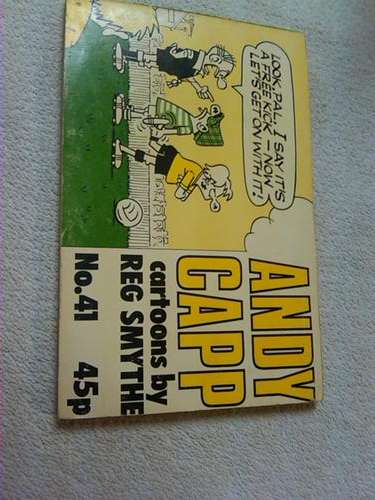 LOOK, PAL, I SAY IT'S
A FREE KICK — NOW
LET'S GET ON WITH IT!
ANDY
CAPP
cartoons by
REG SMYTHE
No.41 45p